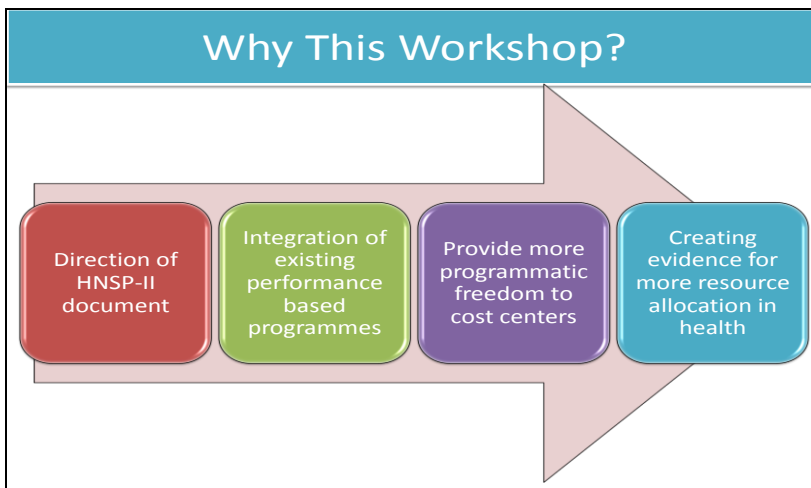 Why This Workshop?
Direction of
HNSP-II
document
Integration of
existing
performance
based
programmes
Provide more
programmatic
freedom to
cost centers
Creating
evidence for
more resource
allocation in
health